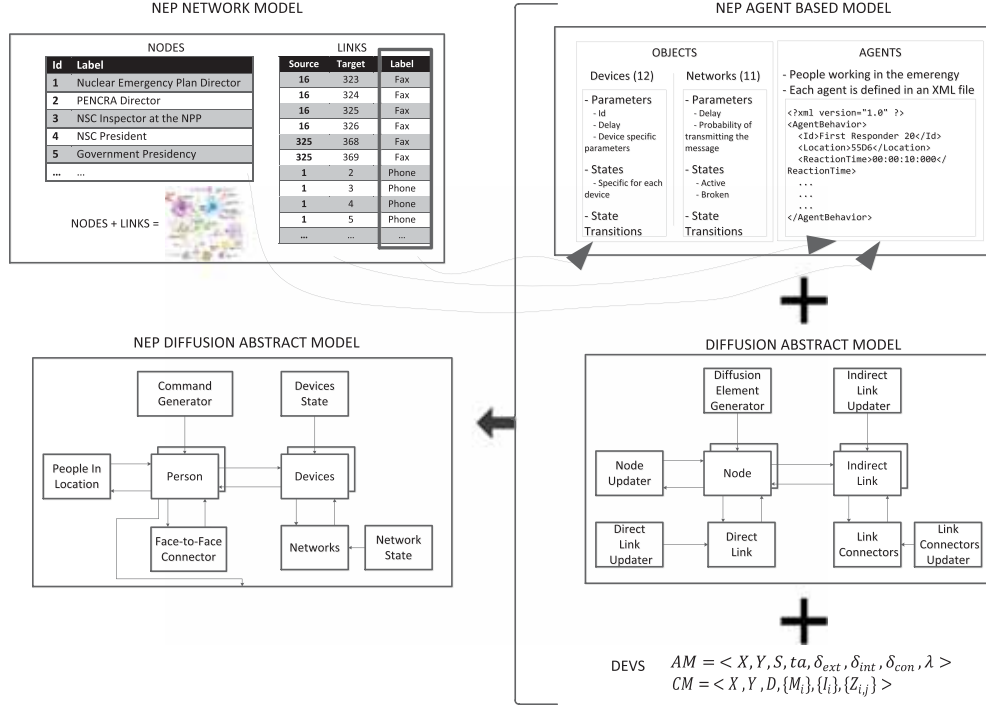 NEP NETWORK MODEL
NODES
Id Label
1 Nuclear Emergency Plan Director
2 PENCRA Director
3 NSC Inspector at the NPP
4 NSC President
5 Government Presidency
... ...
NODES + LINKS =
LINKS
Source Target Label
16 323 Fax
16 324 Fax
16 325 Fax
16 326 Fax
325 368 Fax
325 369 Fax
1 2 Phone
1 3 Phone
1 4 Phone
1 5 Phone
... ... ...
NEP AGENT BASED MODEL
OBJECTS
Devices (12)
- Parameters
- Id
- Delay
- Device specific
parameters
- States
- Specific for each
device
- State
Transitions
Networks (11)
- Parameters
- Delay
- Probability of
transmitting the
message
- States
- Active
- Broken
- State
Transitions
AGENTS
- People working in the emerengy
- Each agent is defined in an XML file
<?xml version="1.0" ?>
<AgentBehavior>
<Id>First Responder 20</Id>
<Location>55D6</Location>
<ReactionTime>00:00:10:000</
ReactionTime>
...
...
...
</AgentBehavior>
NEP DIFFUSION ABSTRACT MODEL
Command
Generator
Devices
State
People In
Location
Person
Devices
Face-to-Face
Connector
Networks
Network
State
DIFFUSION ABSTRACT MODEL
Diffusion
Element
Generator
Indirect
Link
Updater
Node
Updater
Node
Indirect
Link
Direct
Link
Updater
Direct
Link
Link
Connectors
Link
Connectors
Updater
DEVS AM = < X, Y, S, ta, δext, δint, δcon, λ >
CM = < X, Y, D, {Mi}, {Ii}, {Zi,j} >